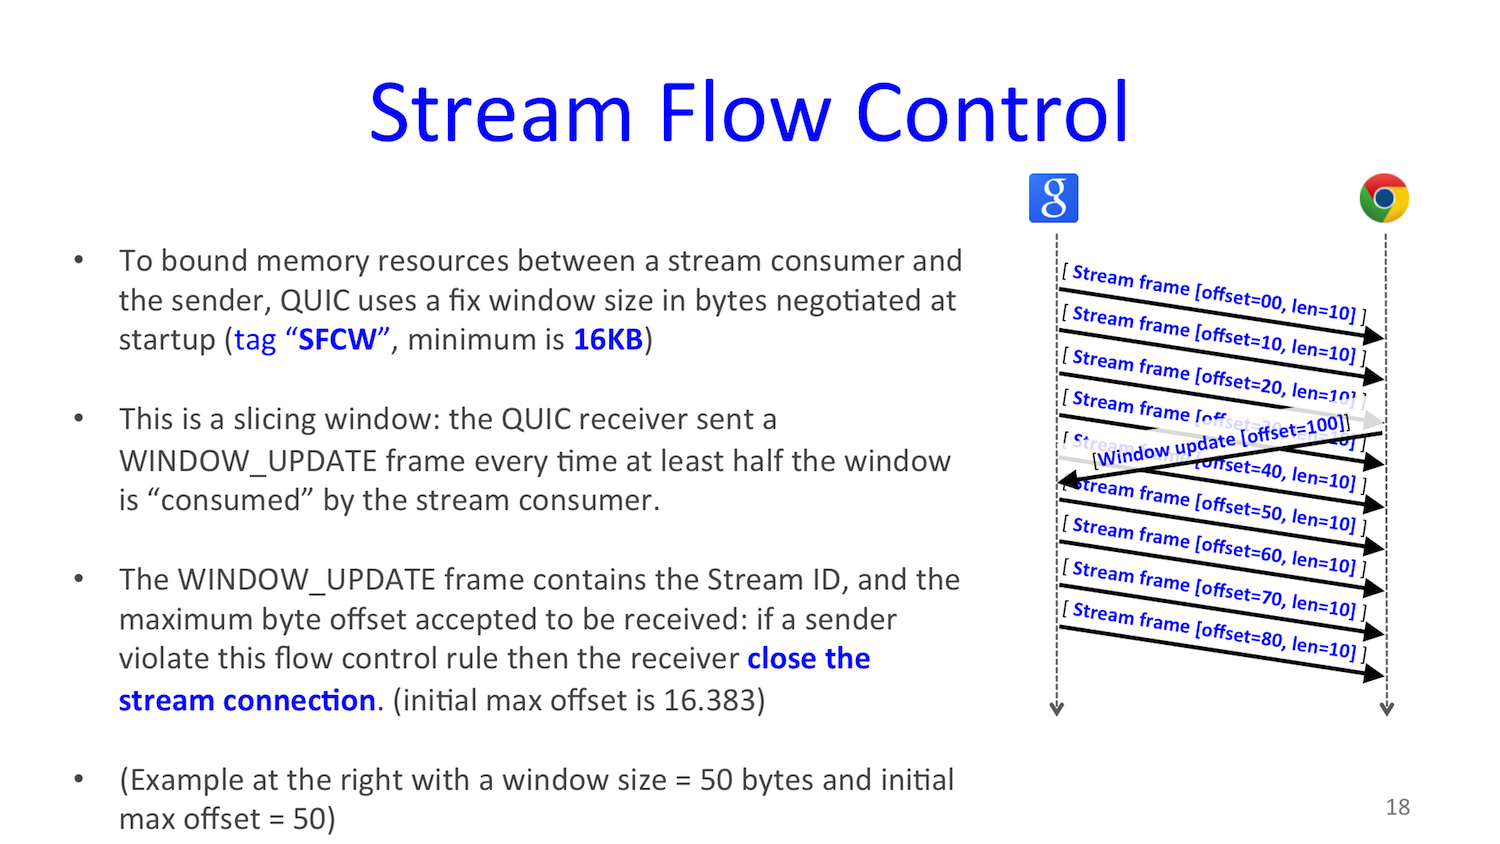 Stream Flow Control
g
• To bound memory resources between a stream consumer and
the sender, QUIC uses a fix window size in bytes negotiated at
startup (tag “SFCW”, minimum is 16KB)
• This is a slicing window: the QUIC receiver sent a
WINDOW_UPDATE frame every time at least half the window
is “consumed” by the stream consumer.
• The WINDOW_UPDATE frame contains the Stream ID, and the
maximum byte offset accepted to be received: if a sender
violate this flow control rule then the receiver close the
stream connection. (initial max offset is 16.383)
• (Example at the right with a window size = 50 bytes and initial
max offset = 50)
[ Stream frame [offset=00, len=10] ]
[ Stream frame [offset=10, len=10] ]
[ Stream frame [offset=20, len=10] ]
[ Stream frame
[Window update [offset=100]]
[ Stream frame [offset=40, len=10] ]
[ Stream frame [offset=50, len=10] ]
[ Stream frame [offset=60, len=10] ]
[ Stream frame [offset=70, len=10] ]
[ Stream frame [offset=80, len=10] ]
18